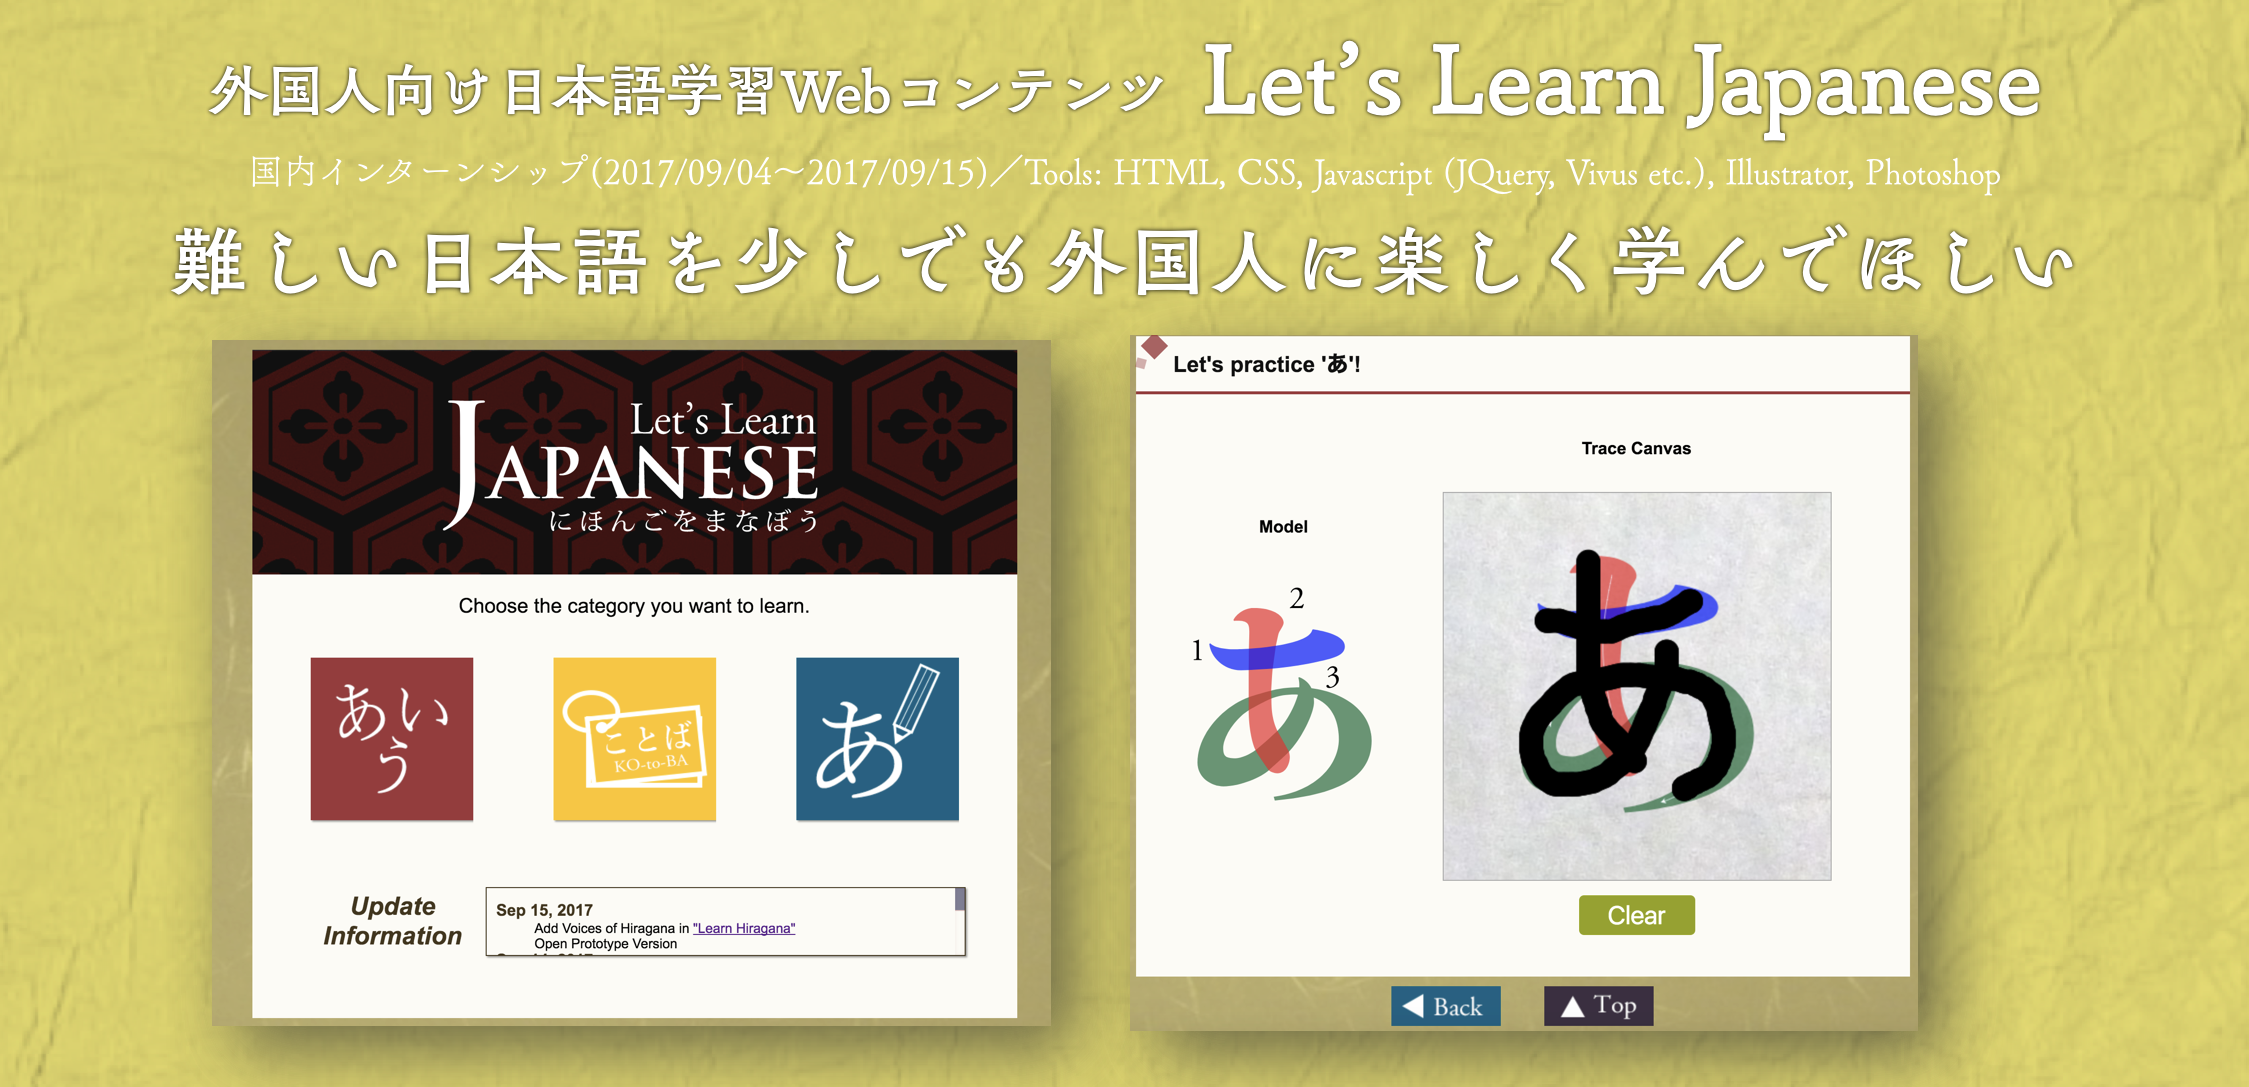 外国人向け日本語学習Webコンテンツ Let's Learn Japanese
国内インターンシップ(2017/09/04～2017/09/15)／Tools: HTML, CSS, Javascript (JQuery, Vivus etc.), Illustrator, Photoshop
難しい日本語を少しでも外国人に楽しく学んでほしい
Let's Learn
JAPANESE
にほんごをまなぼう
Choose the category you want to learn.
あい
う
ことば
KO-to-BA
あ
Update
Information
Sep 15, 2017
Add Voices of Hiragana in "Learn Hiragana"
Open Prototype Version
Let's practice 'あ'!
Trace Canvas
Model
1
2
3
あ
あ
Clear
Back
Top